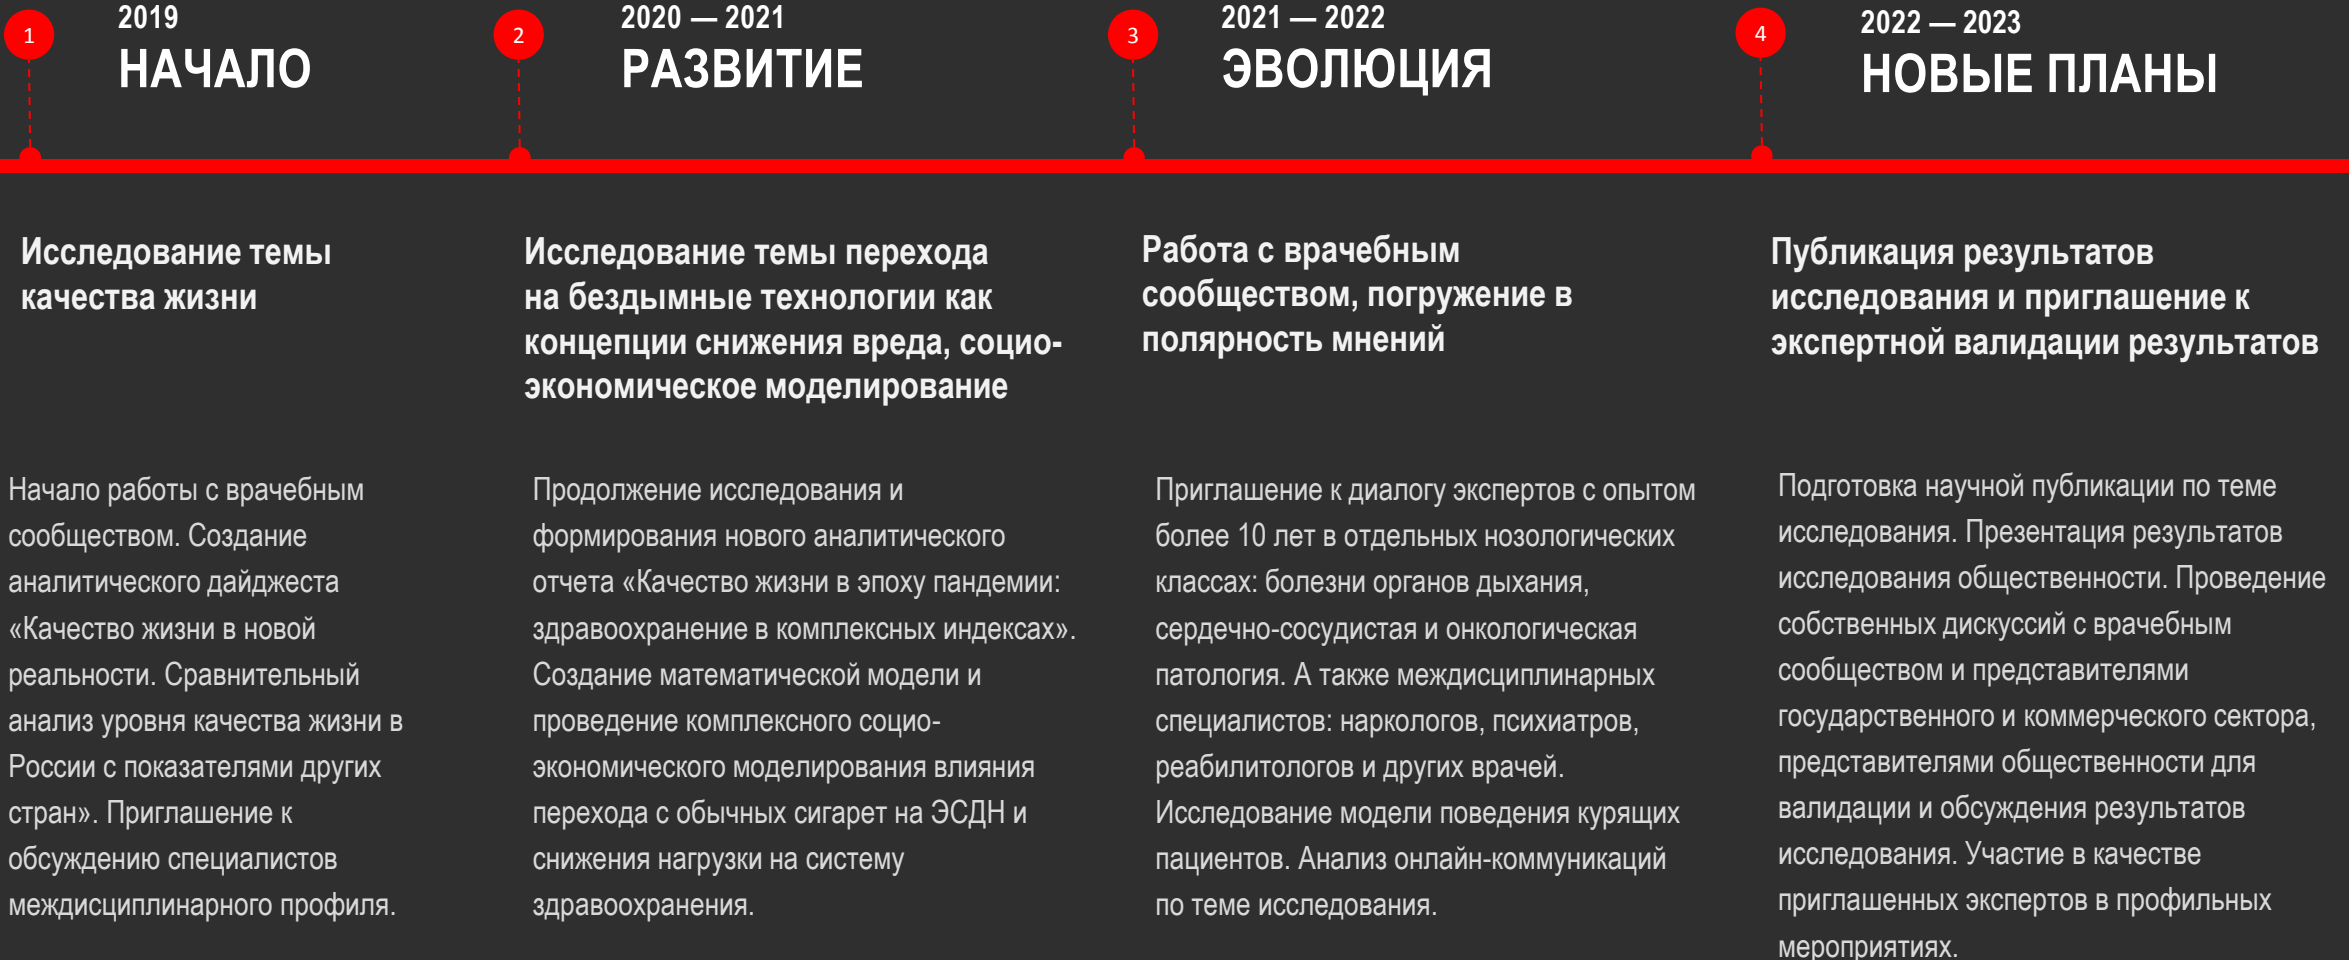 1
2019
НАЧАЛО
2
2020 — 2021
РАЗВИТИЕ
3
2021 — 2022
ЭВОЛЮЦИЯ
4
2022 — 2023
НОВЫЕ ПЛАНЫ
Исследование темы
качества жизни
Начало работы с врачебным
сообществом. Создание
аналитического дайджеста
«Качество жизни в новой
реальности. Сравнительный
анализ уровня качества жизни в
России с показателями других
стран». Приглашение к
обсуждению специалистов
междисциплинарного профиля.
Исследование темы перехода
на бездымные технологии как
концепции снижения вреда, социо-
экономическое моделирование
Продолжение исследования и
формирования нового аналитического
отчета «Качество жизни в эпоху пандемии:
здравоохранение в комплексных индексах».
Создание математической модели и
проведение комплексного социо-
экономического моделирования влияния
перехода с обычных сигарет на ЭСДН и
снижения нагрузки на систему
здравоохранения.
Работа с врачебным
сообществом, погружение в
полярность мнений
Приглашение к диалогу экспертов с опытом
более 10 лет в отдельных нозологических
классах: болезни органов дыхания,
сердечно-сосудистая и онкологическая
патология. А также междисциплинарных
специалистов: наркологов, психиатров,
реабилитологов и других врачей.
Исследование модели поведения курящих
пациентов. Анализ онлайн-коммуникаций
по теме исследования.
Публикация результатов
исследования и приглашение к
экспертной валидации результатов
Подготовка научной публикации по теме
исследования. Презентация результатов
исследования общественности. Проведение
собственных дискуссий с врачебным
сообществом и представителями
государственного и коммерческого сектора,
представителями общественности для
валидации и обсуждения результатов
исследования. Участие в качестве
приглашенных экспертов в профильных
мероприятиях.